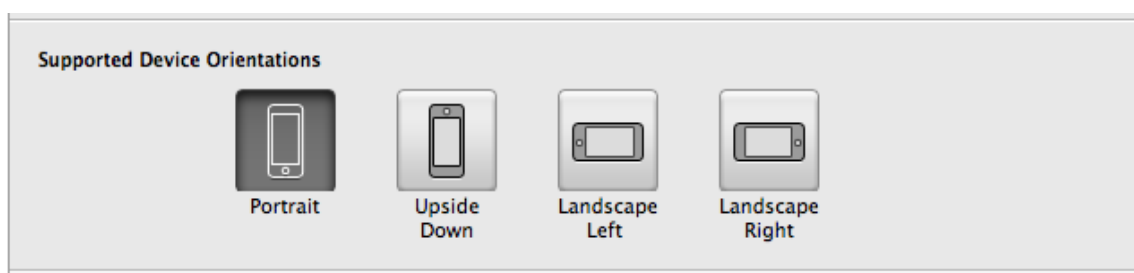 Supported Device Orientations
Portrait
Upside
Down
Landscape
Left
Landscape
Right